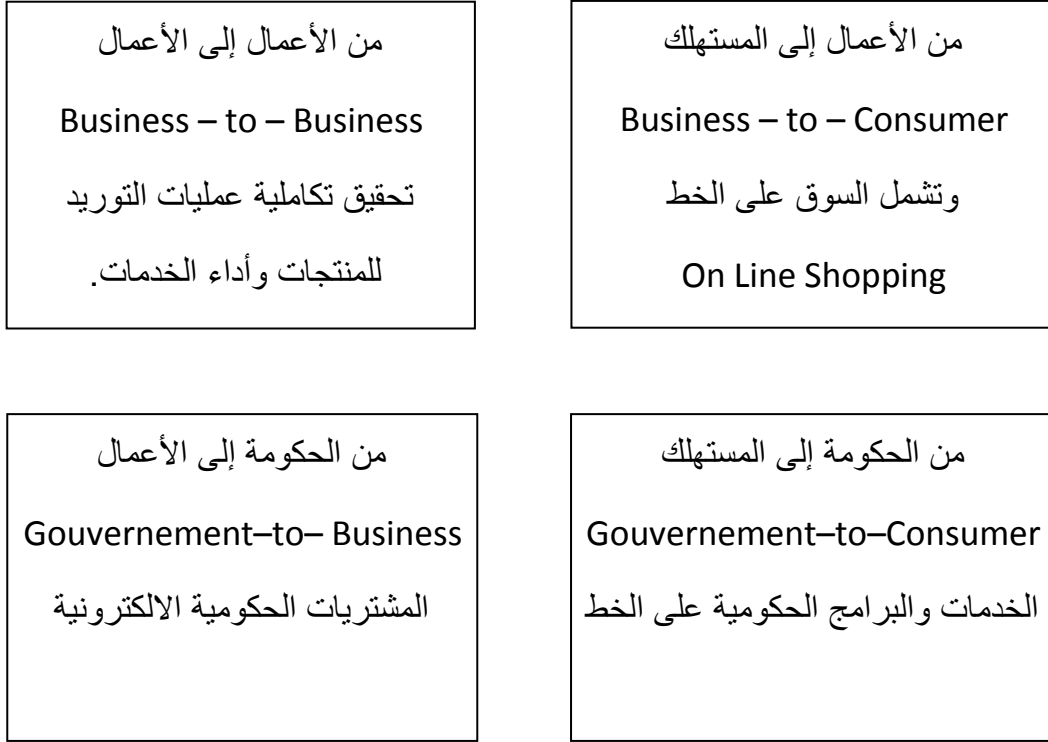 من الأعمال إلى المستهلك
Business – to – Consumer
وتشمل السوق على الخط
On Line Shopping
من الأعمال إلى الأعمال
Business – to – Business
تحقيق تكاملية عمليات التوريد
للمنتجات وأداء الخدمات.
من الحكومة إلى المستهلك
Gouvernement–to–Consumer
الخدمات والبرامج الحكومية على الخط
من الحكومة إلى الأعمال
Gouvernement–to– Business
المشتريات الحكومية الالكترونية